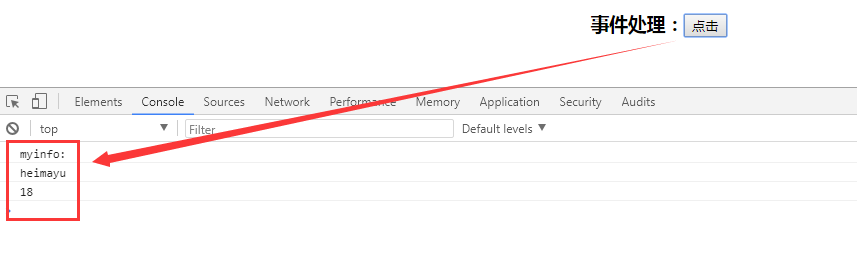 事件处理：点击
Elements Console Sources Network Performance Memory Application Security Audits
top Filter Default levels
myinfo:
heimayu
18